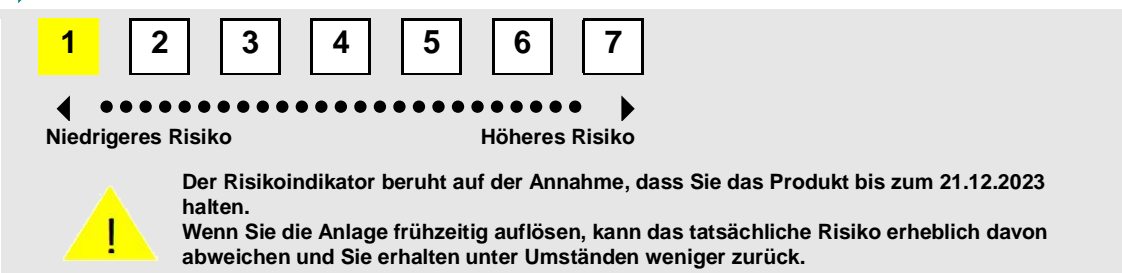 1 2 3 4 5 6 7
Niedrigeres Risiko Höheres Risiko
Der Risikoindikator beruht auf der Annahme, dass Sie das Produkt bis zum 21.12.2023
halten.
Wenn Sie die Anlage frühzeitig auflösen, kann das tatsächliche Risiko erheblich davon
abweichen und Sie erhalten unter Umständen weniger zurück.
!